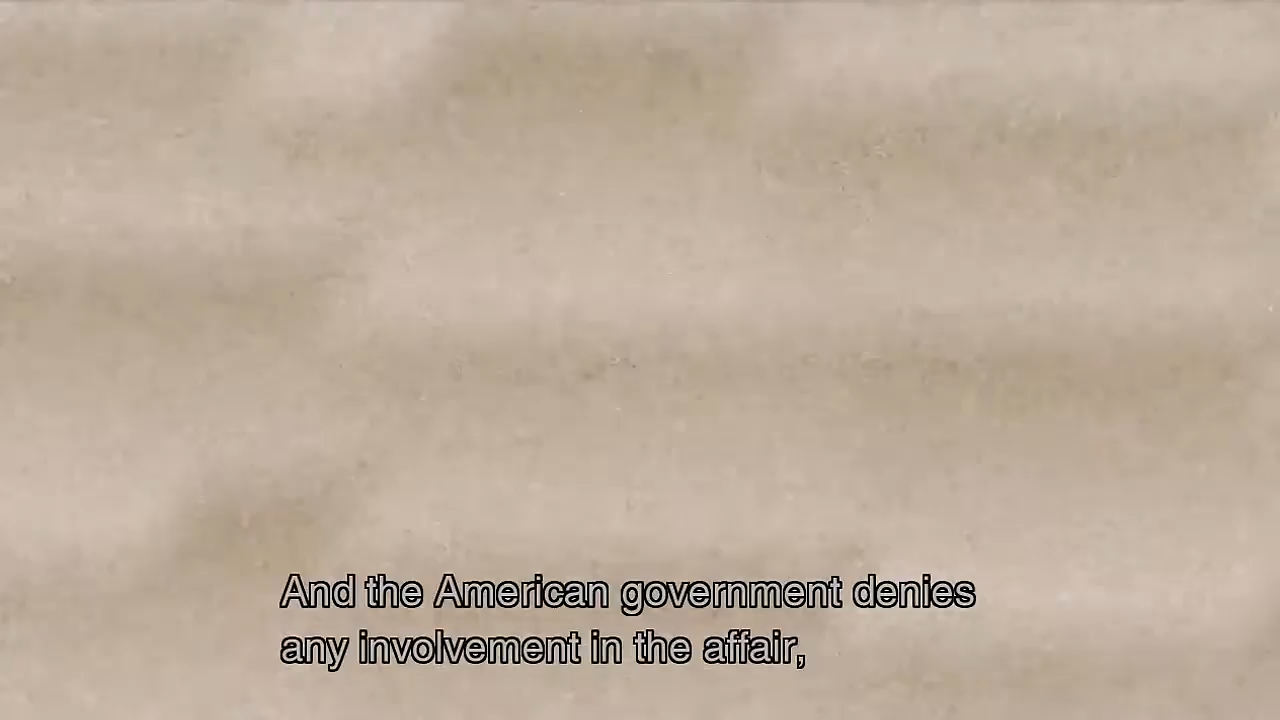 And the American government denies
any involvement in the affair,